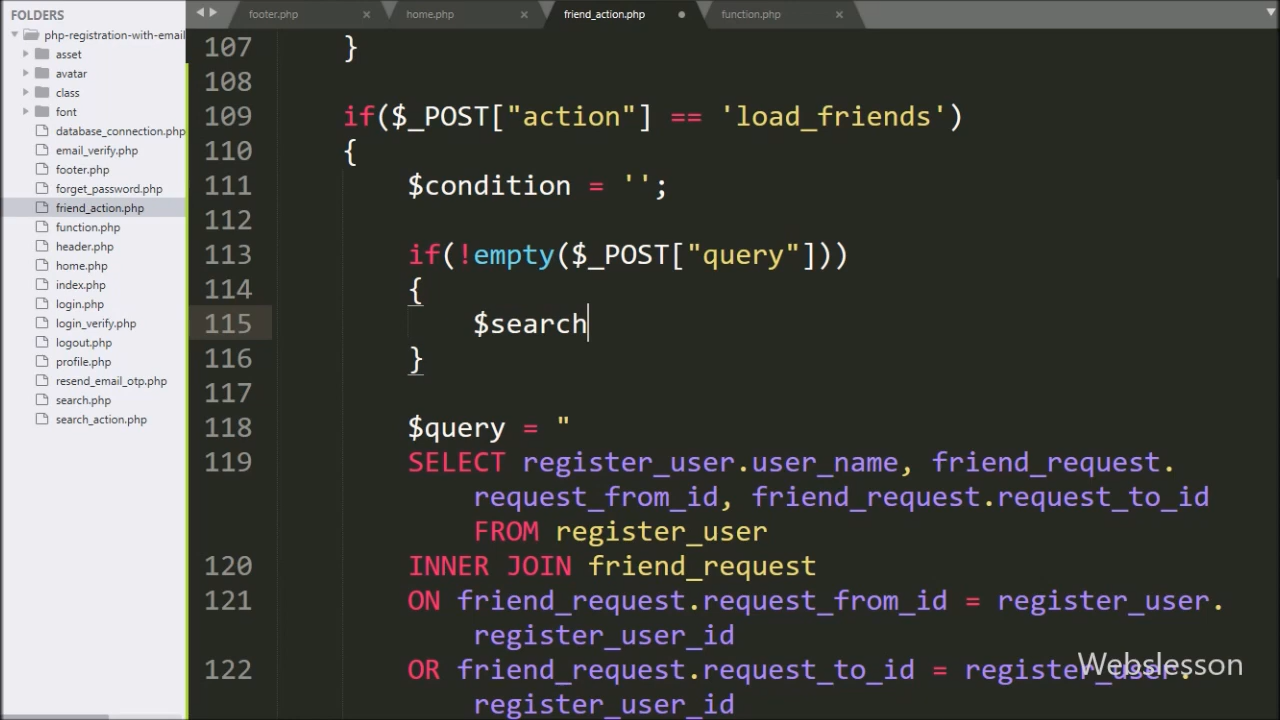 FOLDERS
php-registration-with-email
asset
avatar
class
font
database_connection.php
email_verify.php
footer.php
forget_password.php
friend_action.php
function.php
header.php
home.php
index.php
login.php
login_verify.php
logout.php
profile.php
resend_email_otp.php
search.php
search_action.php
footer.php × home.php × friend_action.php function.php ×
107 }
108
109 if($_POST["action"] == 'load_friends')
110 {
111 $condition = '';
112
113 if(!empty($_POST["query"]))
114 {
115 $search
116 }
117
118 $query = "
119 SELECT register_user.user_name, friend_request.
request_from_id, friend_request.request_to_id
FROM register_user
120 INNER JOIN friend_request
121 ON friend_request.request_from_id = register_user.
register_user_id
122 OR friend_request.request_to_id = register_user.
register_user_id
Webslesson